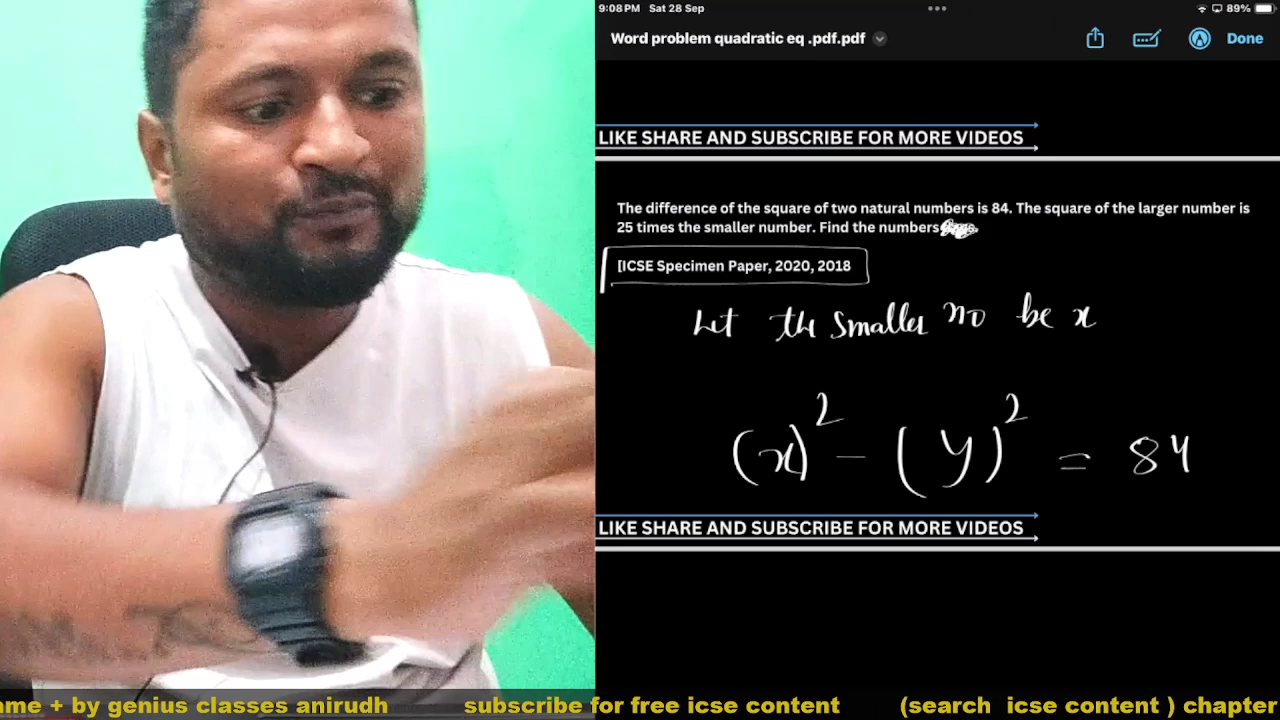 9:08 PM Sat 28 Sep
89%
Word problem quadratic eq .pdf.pdf
Done
LIKE SHARE AND SUBSCRIBE FOR MORE VIDEOS
The difference of the square of two natural numbers is 84. The square of the larger number is
25 times the smaller number. Find the numbers
[ICSE Specimen Paper, 2020, 2018
Let the smaller no be x
(x)² – (y)² = 84
LIKE SHARE AND SUBSCRIBE FOR MORE VIDEOS
ame + by genius classes anirudh subscribe for free icse content (search icse content ) chapter